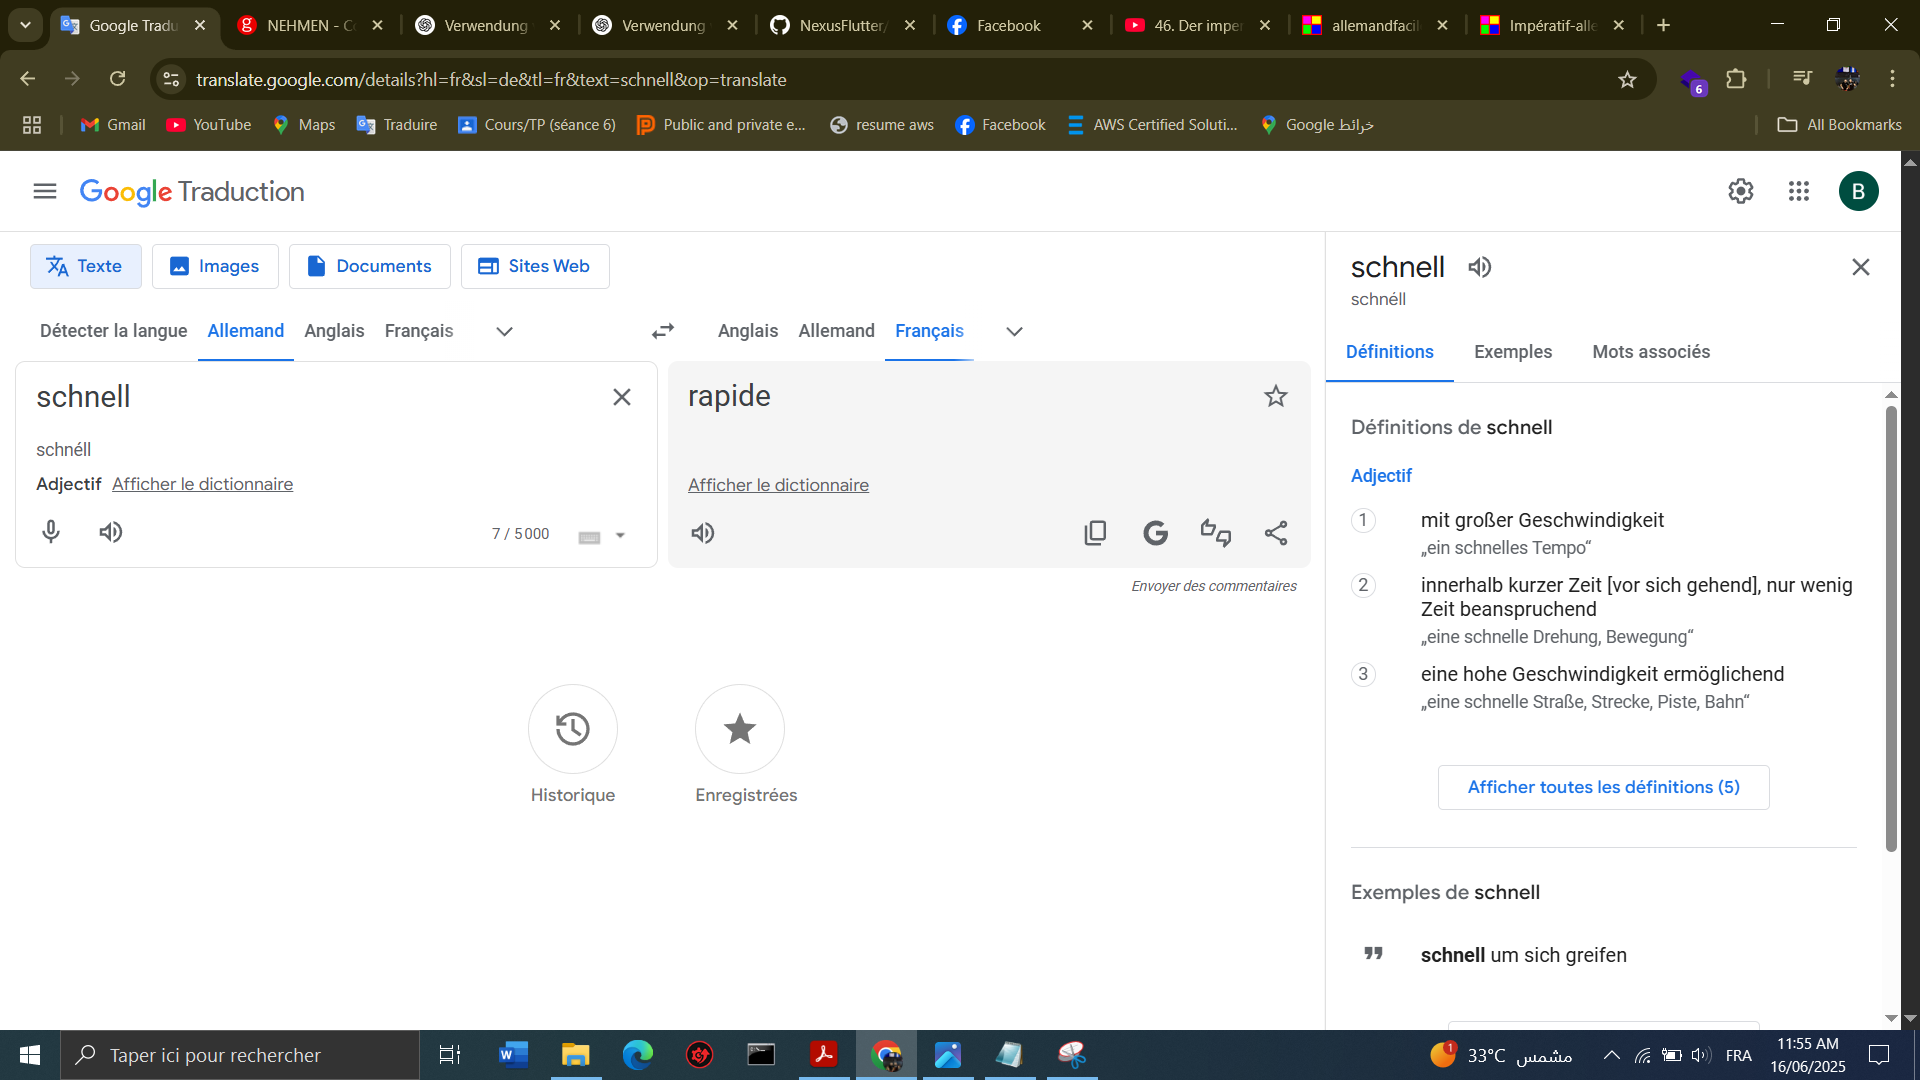 Google Tradu
NEHMEN - Co
Verwendung
Verwendung
NexusFlutter/
Facebook
46. Der imper
allemandfacil
Impératif-alle
translate.google.com/details?hl=fr&sl=de&tl=fr&text=schnell&op=translate
6
Gmail
YouTube
Maps
Traduire
Cours/TP (séance 6)
Public and private e...
resume aws
Facebook
AWS Certified Soluti...
خرائط Google
All Bookmarks
Google Traduction
B
Texte
Images
Documents
Sites Web
Détecter la langue
Allemand
Anglais
Français
Anglais
Allemand
Français
schnell
schnéll
Adjectif Afficher le dictionnaire
7 / 5 000
rapide
Afficher le dictionnaire
Envoyer des commentaires
Historique
Enregistrées
schnell
schnéll
Définitions
Exemples
Mots associés
Définitions de schnell
Adjectif
1
mit großer Geschwindigkeit
„ein schnelles Tempo“
2
innerhalb kurzer Zeit [vor sich gehend], nur wenig
Zeit beanspruchend
„eine schnelle Drehung, Bewegung“
3
eine hohe Geschwindigkeit ermöglichend
„eine schnelle Straße, Strecke, Piste, Bahn“
Afficher toutes les définitions (5)
Exemples de schnell
schnell um sich greifen
Taper ici pour rechercher
1
33°C مشمس
FRA
11:55 AM
16/06/2025